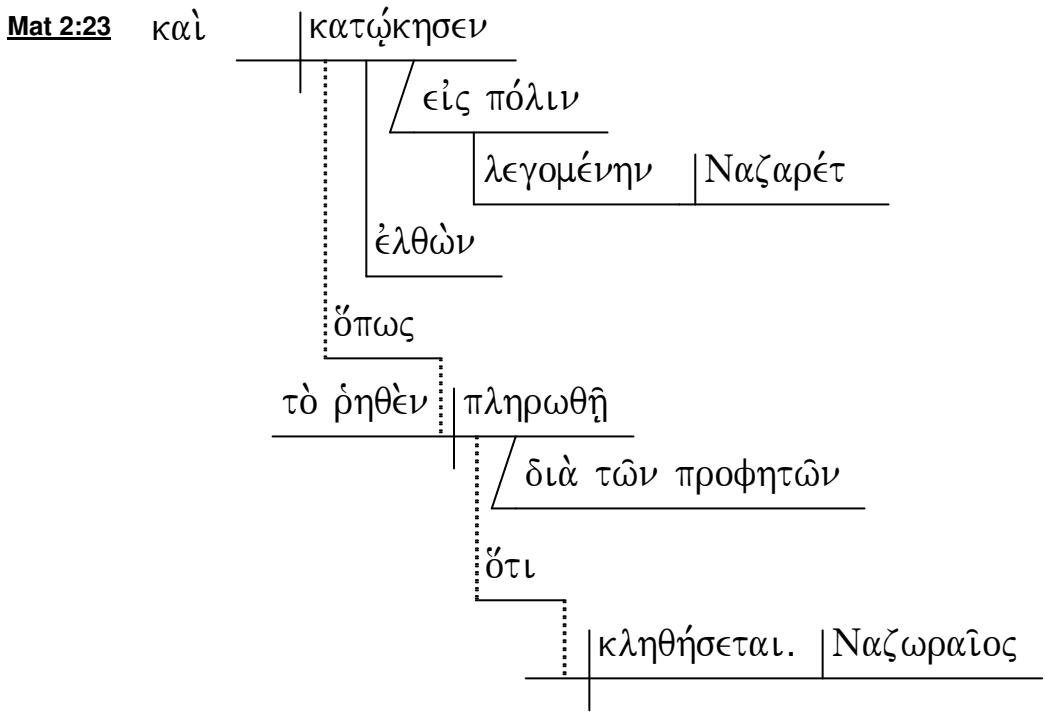 Mat 2:23 καὶ κατῴκησεν
εἰς πόλιν
λεγομένην Ναζαρέτ
ἐλθὼν
ὅπως
τὸ ῥηθὲν πληρωθῇ
διὰ τῶν προφητῶν
ὅτι
κληθήσεται. Ναζωραῖος